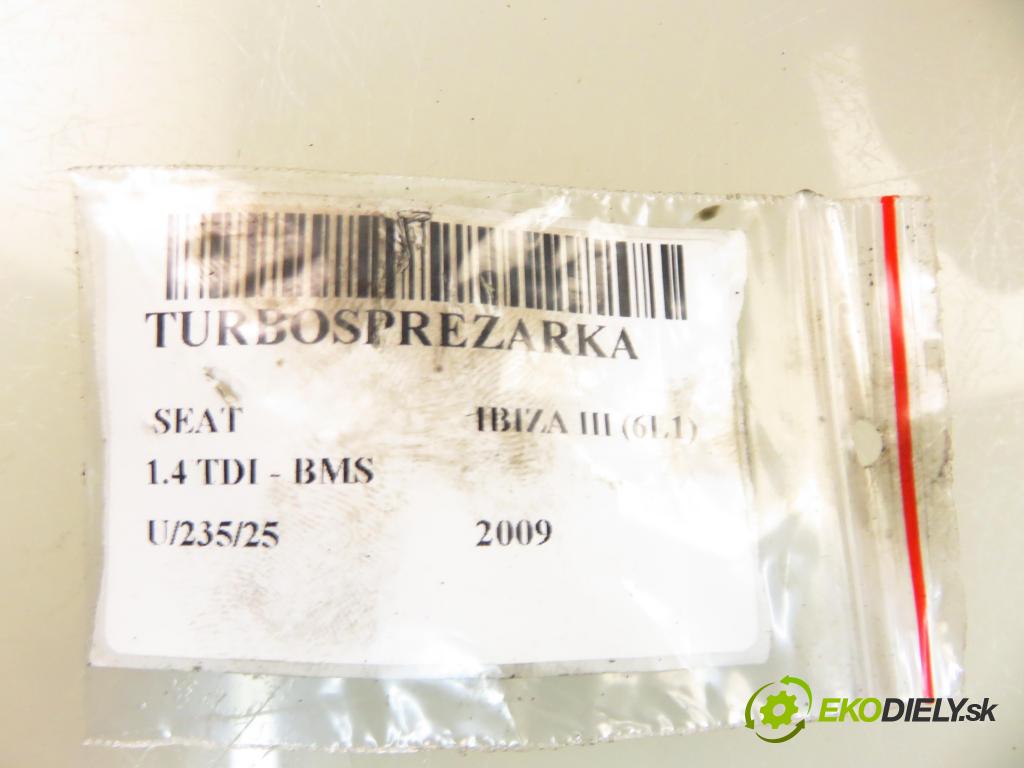 TURBOSPREZARKA
SEAT IBIZA III (6L1)
1.4 TDI - BMS
U/235/25 2009
EKODIELY.sk